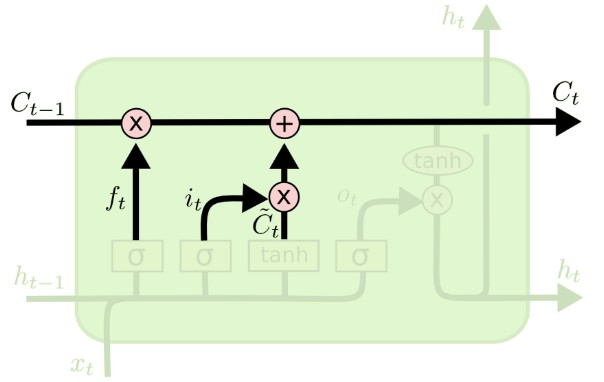 h_t
C_{t-1} × + C_t
tanh
f_t i_t × o_t ×
C̃_t
σ σ tanh σ
h_{t-1} h_t
x_t